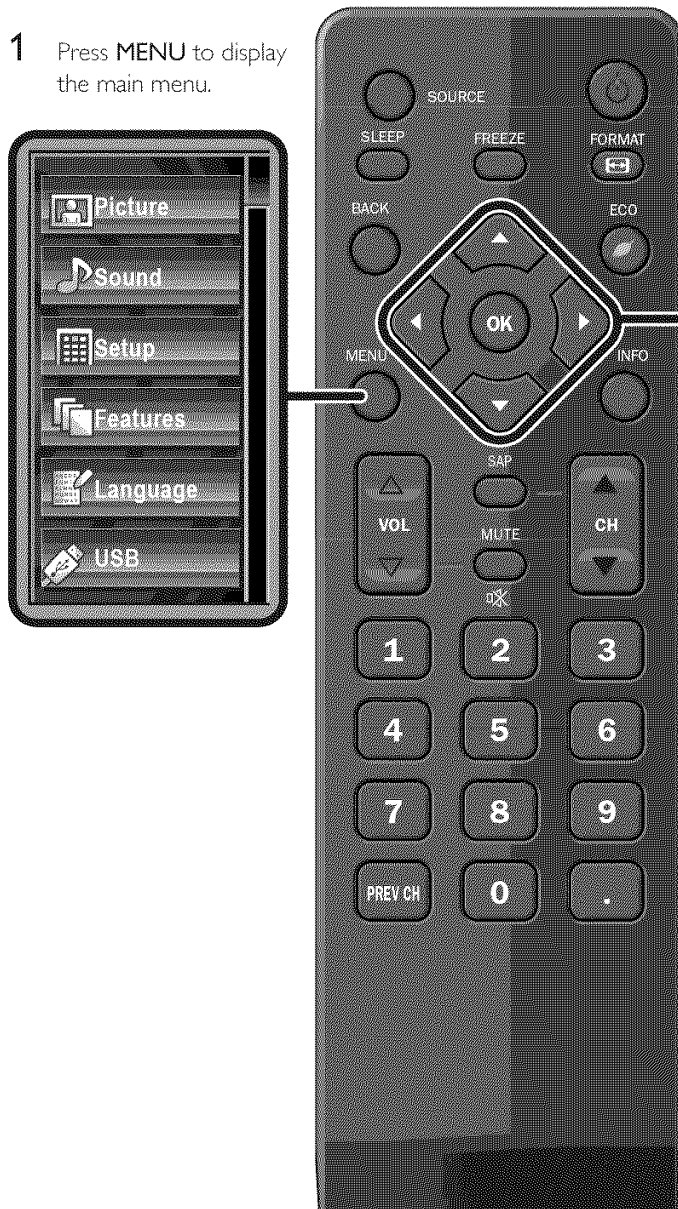 1 Press MENU to display
the main menu.
Picture
Sound
Setup
Features
Language
USB
SOURCE
SLEEP FREEZE FORMAT
BACK ECO
OK
MENU INFO
SAP
VOL CH
MUTE
1 2 3
4 5 6
7 8 9
PREV CH 0 .